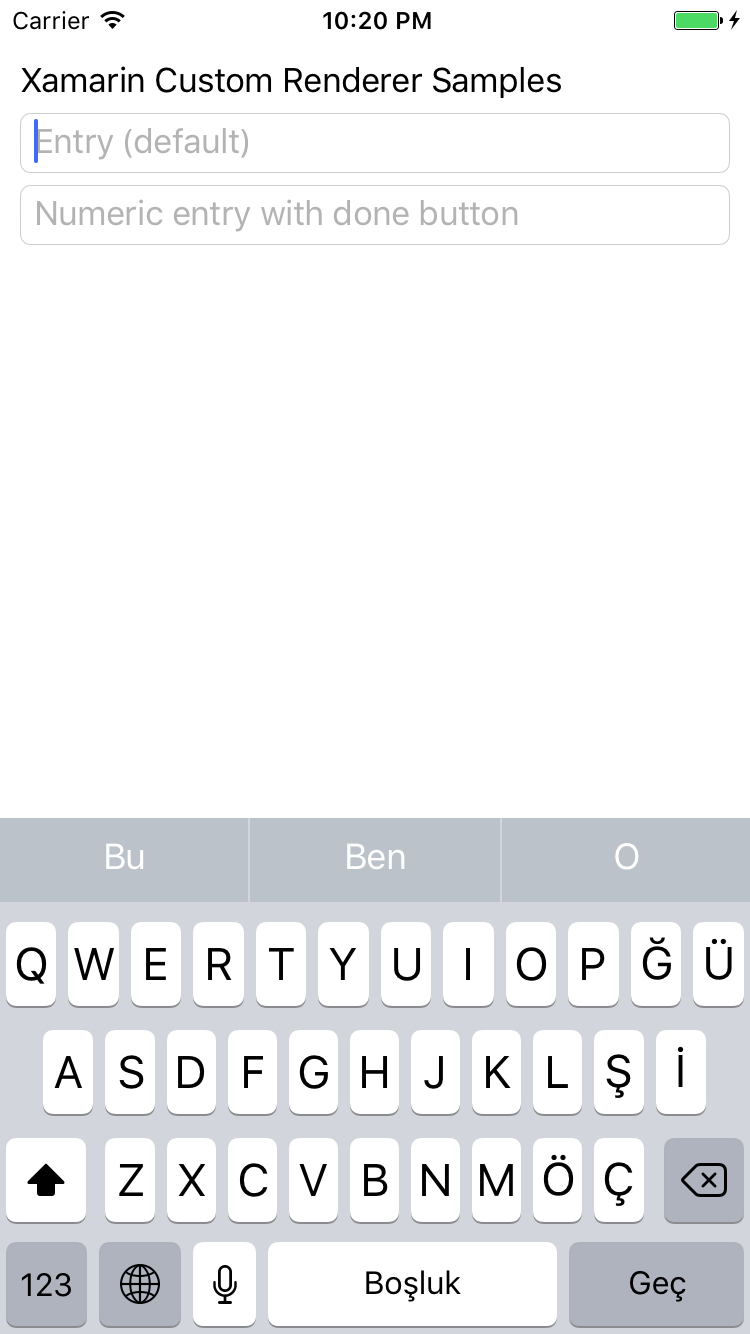 Carrier 10:20 PM
Xamarin Custom Renderer Samples
Entry (default)
Numeric entry with done button
Bu Ben O
Q W E R T Y U I O P Ğ Ü
A S D F G H J K L Ş İ
Z X C V B N M Ö Ç
123 Boşluk Geç